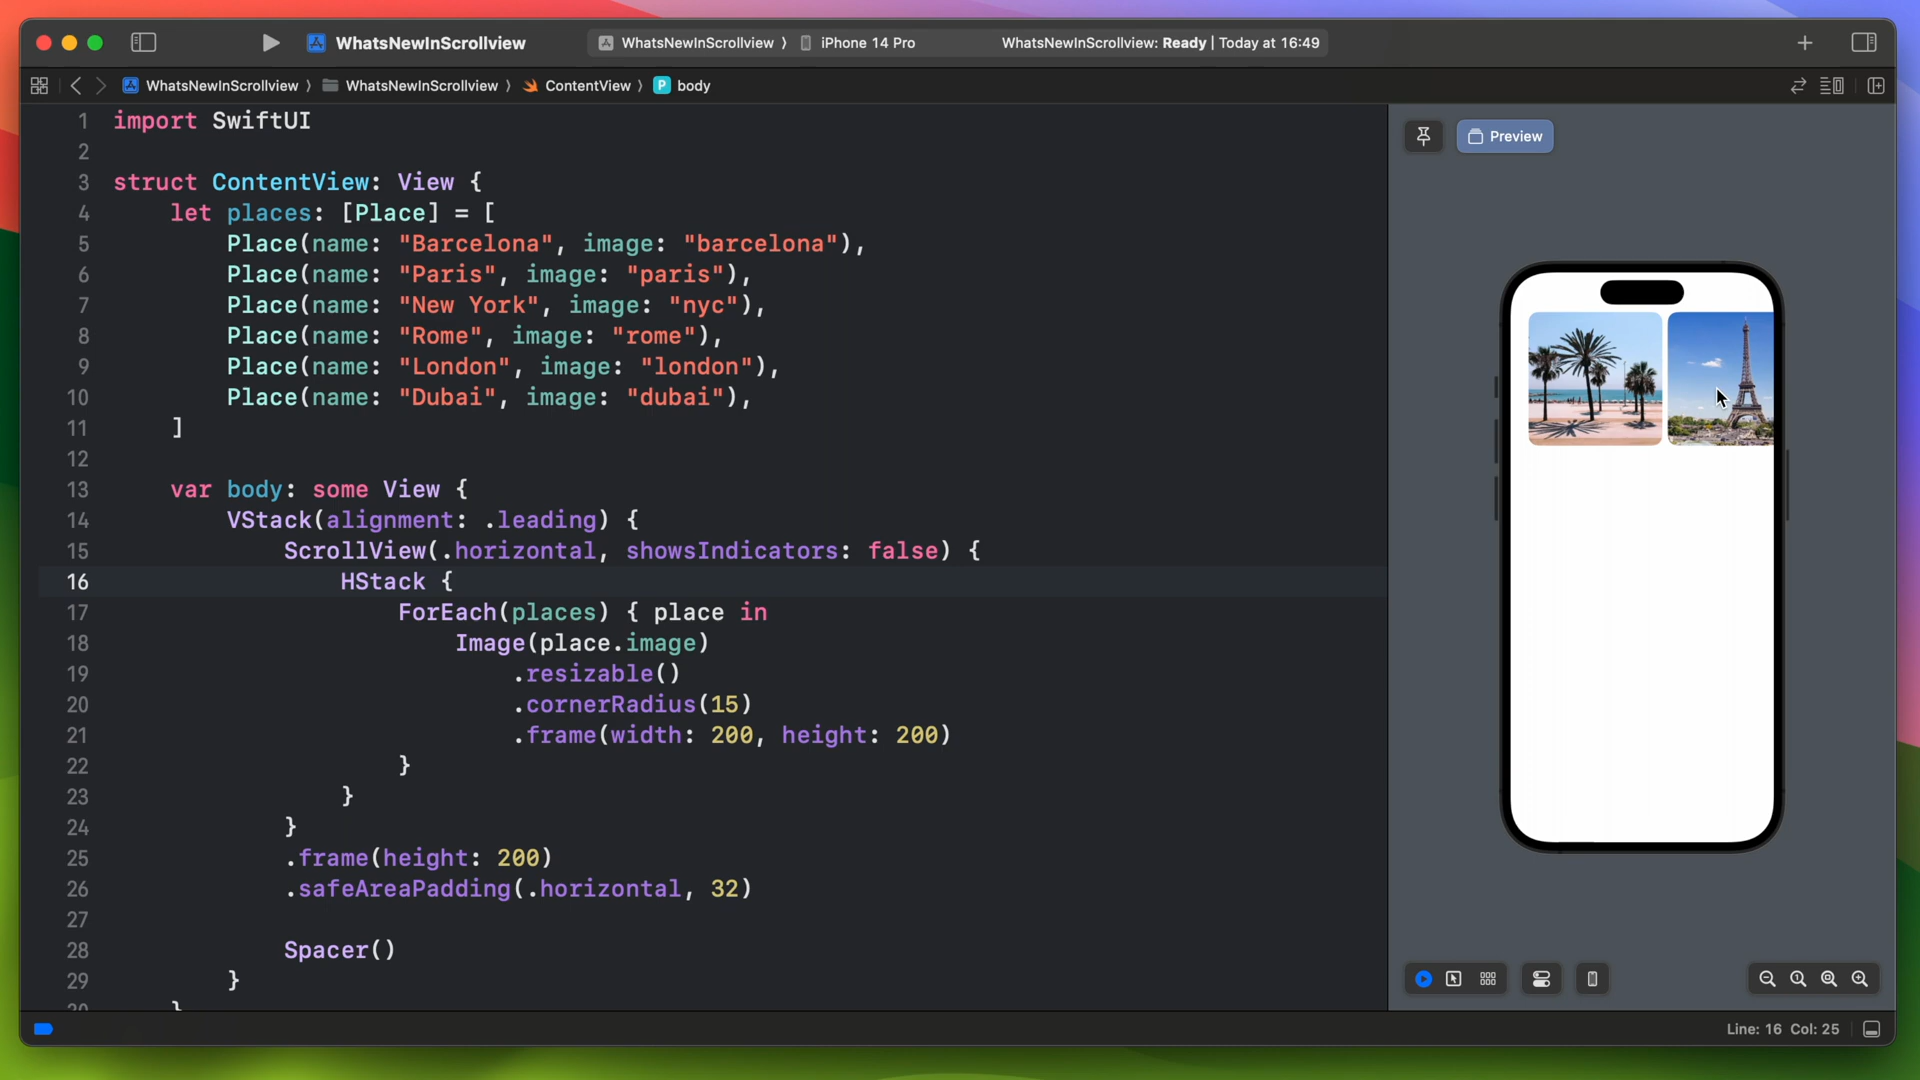 WhatsNewInScrollview
WhatsNewInScrollview ⟩ iPhone 14 Pro
WhatsNewInScrollview: Ready | Today at 16:49
WhatsNewInScrollview ⟩ WhatsNewInScrollview ⟩ ContentView ⟩ P body
1 import SwiftUI
2
3 struct ContentView: View {
4 let places: [Place] = [
5 Place(name: "Barcelona", image: "barcelona"),
6 Place(name: "Paris", image: "paris"),
7 Place(name: "New York", image: "nyc"),
8 Place(name: "Rome", image: "rome"),
9 Place(name: "London", image: "london"),
10 Place(name: "Dubai", image: "dubai"),
11 ]
12
13 var body: some View {
14 VStack(alignment: .leading) {
15 ScrollView(.horizontal, showsIndicators: false) {
16 HStack {
17 ForEach(places) { place in
18 Image(place.image)
19 .resizable()
20 .cornerRadius(15)
21 .frame(width: 200, height: 200)
22 }
23 }
24 }
25 .frame(height: 200)
26 .safeAreaPadding(.horizontal, 32)
27
28 Spacer()
29 }
Preview
Line: 16 Col: 25